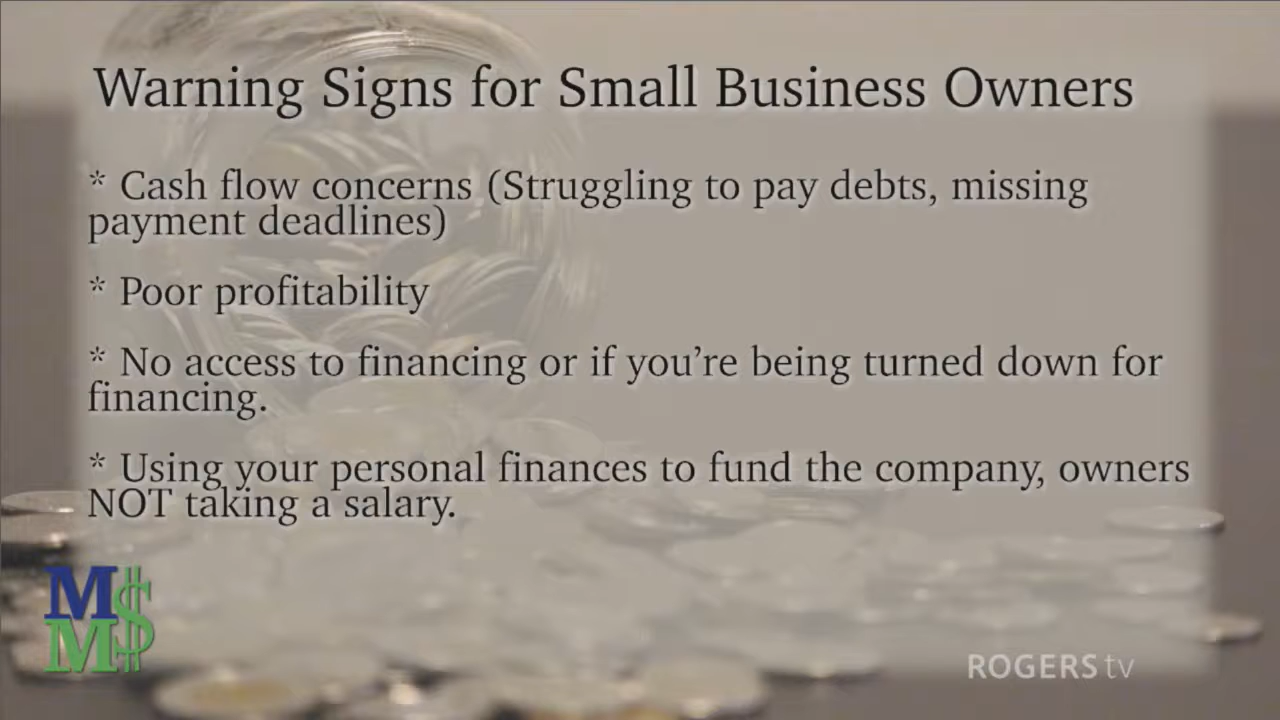 Warning Signs for Small Business Owners
* Cash flow concerns (Struggling to pay debts, missing
payment deadlines)
* Poor profitability
* No access to financing or if you’re being turned down for
financing.
* Using your personal finances to fund the company, owners
NOT taking a salary.
M$
M
ROGERS tv